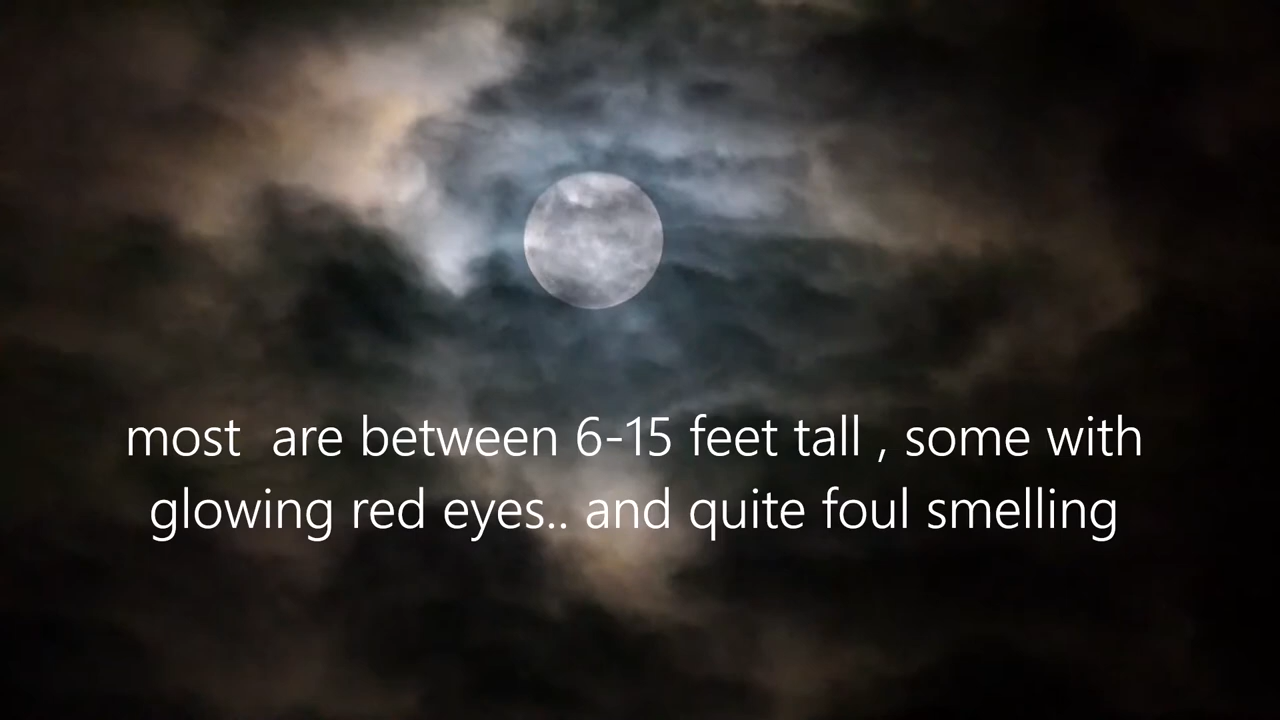 most  are between 6-15 feet tall , some with
glowing red eyes.. and quite foul smelling